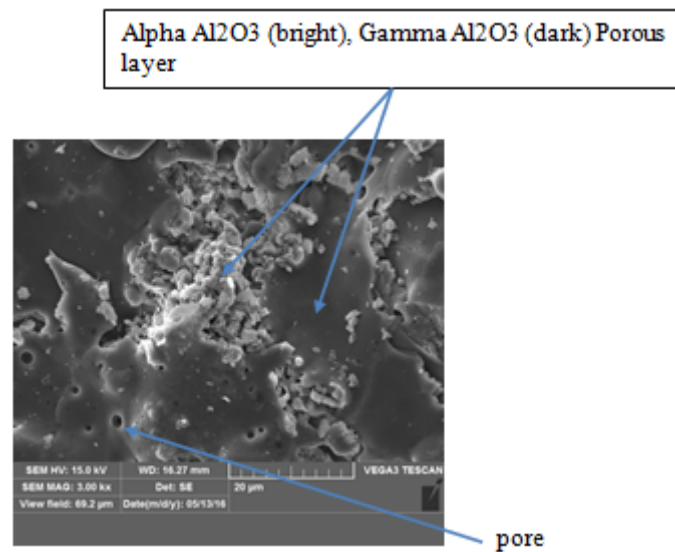 Alpha Al2O3 (bright), Gamma Al2O3 (dark) Porous
layer
SEM HV: 15.0 kV WD: 16.27 mm VEGA3 TESCAN
SEM MAG: 3.00 kx Det: SE 20 µm
View field: 69.2 µm Date(m/d/y): 05/13/16
pore